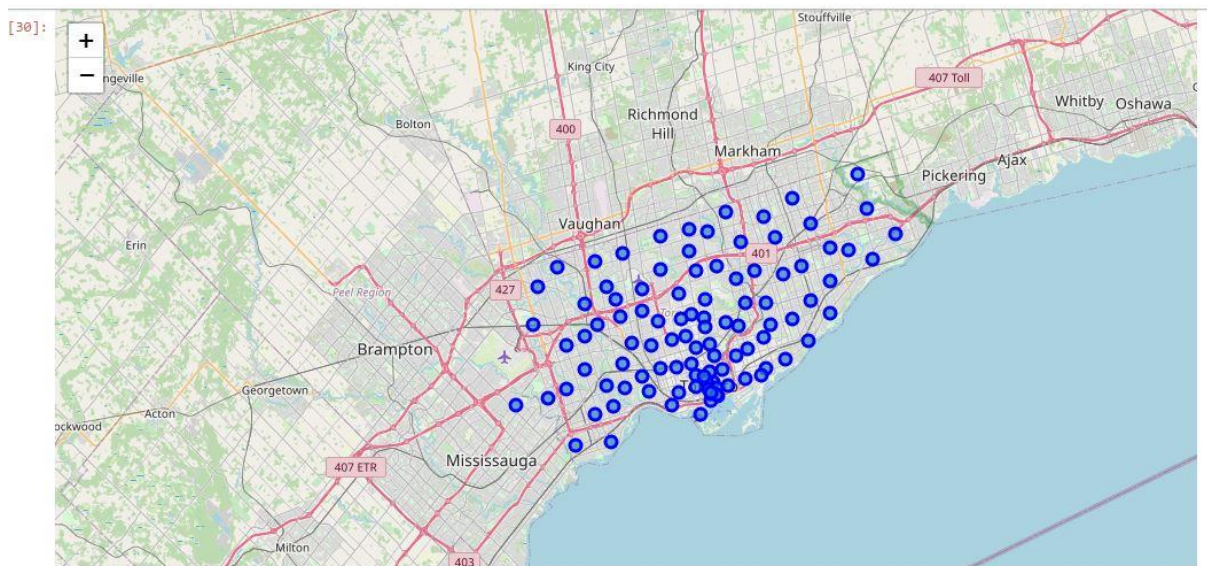 [30]:
+
−
Stouffville
ngeville
King City
407 Toll
Whitby
Oshawa
Richmond
Hill
Bolton
400
Markham
Ajax
Pickering
Vaughan
Erin
401
Peel Region
427
Brampton
Georgetown
Acton
ockwood
Mississauga
407 ETR
Milton
403